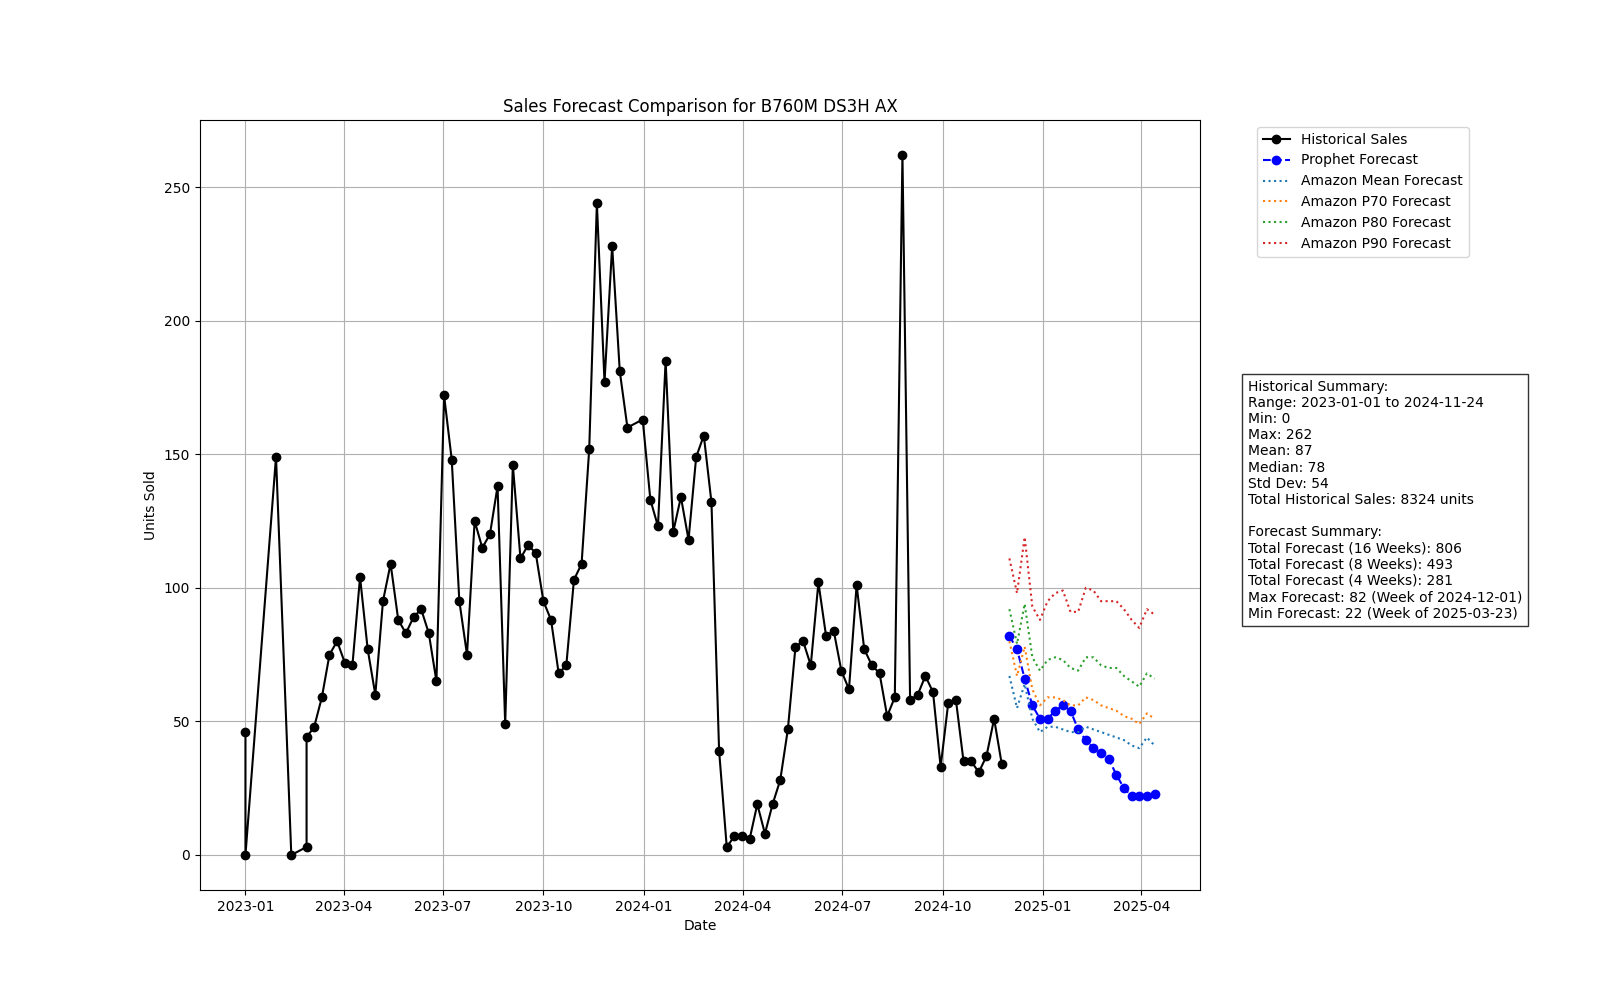 Sales Forecast Comparison for B760M DS3H AX
Historical Sales
Prophet Forecast
Amazon Mean Forecast
Amazon P70 Forecast
Amazon P80 Forecast
Amazon P90 Forecast
250
200
150
100
50
0
Units Sold
2023-01 2023-04 2023-07 2023-10 2024-01 2024-04 2024-07 2024-10 2025-01 2025-04
Date
Historical Summary:
Range: 2023-01-01 to 2024-11-24
Min: 0
Max: 262
Mean: 87
Median: 78
Std Dev: 54
Total Historical Sales: 8324 units
Forecast Summary:
Total Forecast (16 Weeks): 806
Total Forecast (8 Weeks): 493
Total Forecast (4 Weeks): 281
Max Forecast: 82 (Week of 2024-12-01)
Min Forecast: 22 (Week of 2025-03-23)